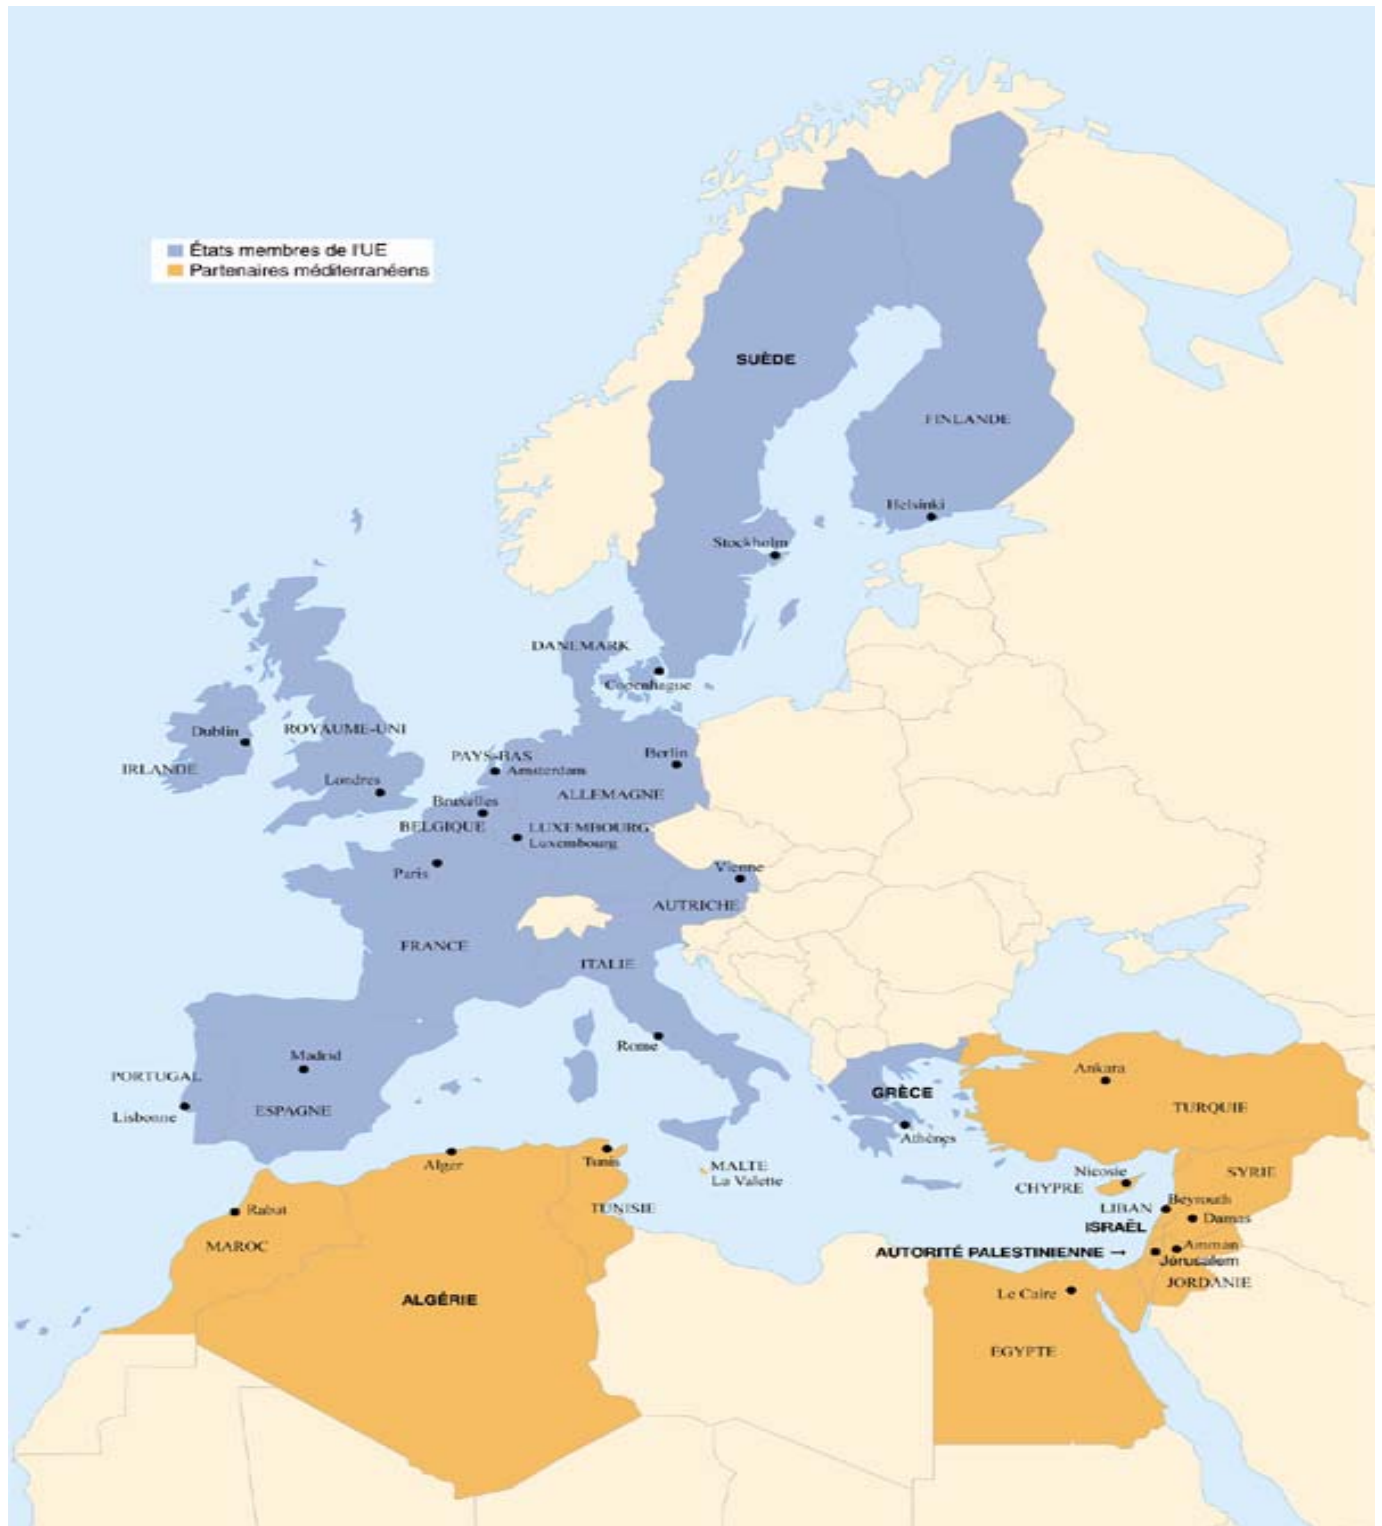 États membres de l'UE
Partenaires méditerranéens
SUÈDE
FINLANDE
Helsinki
Stockholm
DANEMARK
Copenhague
Dublin
ROYAUME-UNI
IRLANDE
Londres
PAYS-BAS
Amsterdam
Berlin
ALLEMAGNE
Bruxelles
BELGIQUE
LUXEMBOURG
Luxembourg
Paris
Vienne
AUTRICHE
FRANCE
ITALIE
Rome
Madrid
PORTUGAL
Lisbonne
ESPAGNE
GRÈCE
Athènes
Ankara
TURQUIE
Alger
Tunis
MALTE
La Valette
Nicosie
CHYPRE
SYRIE
Beyrouth
LIBAN
Damas
ISRAËL
Rabat
MAROC
TUNISIE
AUTORITÉ PALESTINIENNE →
Amman
Jérusalem
JORDANIE
ALGÉRIE
Le Caire
EGYPTE